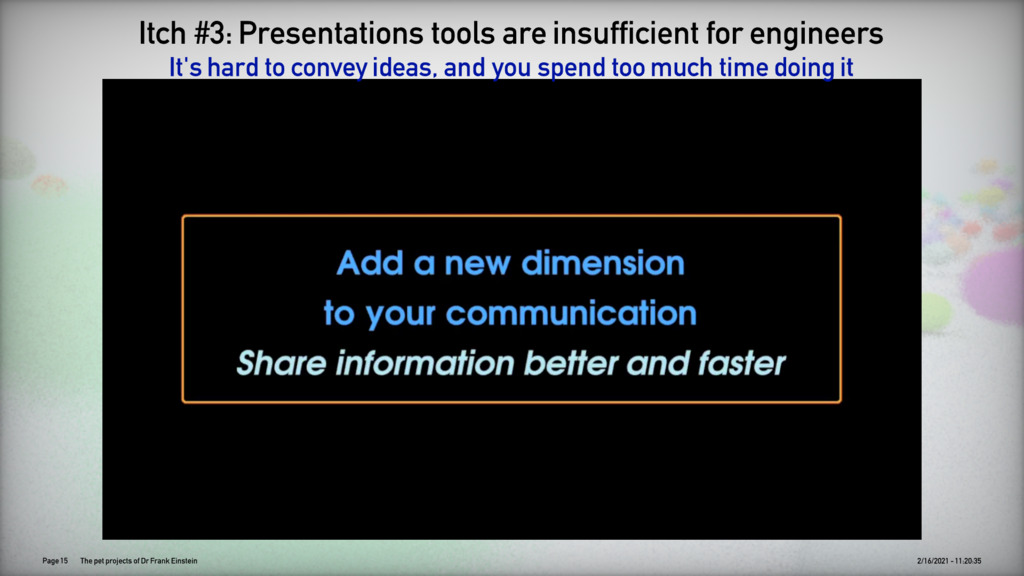 Itch #3: Presentations tools are insufficient for engineers
It's hard to convey ideas, and you spend too much time doing it
Add a new dimension
to your communication
Share information better and faster
Page 15 The pet projects of Dr Frank Einstein
2/16/2021 - 11:20:35